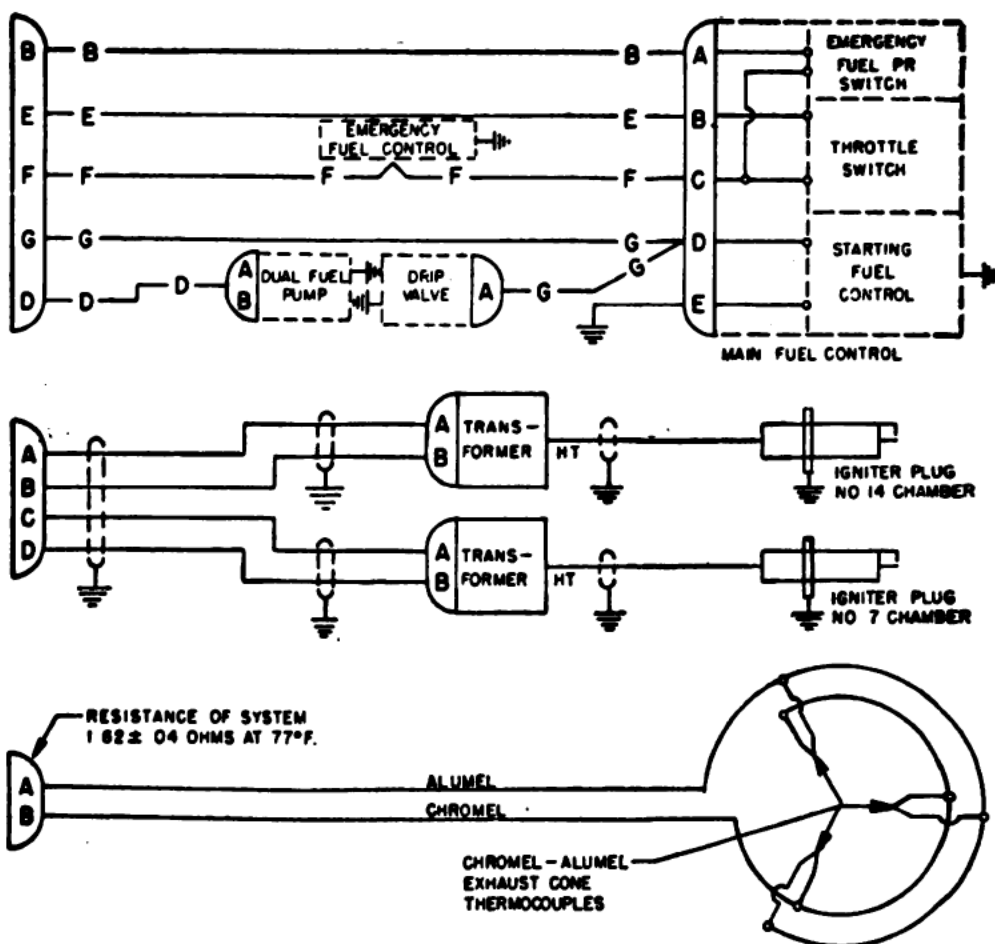 B B B A EMERGENCY
FUEL PR
SWITCH
E E E B
EMERGENCY
FUEL CONTROL
THROTTLE
SWITCH
F F F F F C
G G G D
G
STARTING
FUEL
CONTROL
D D D A
B
DUAL FUEL
PUMP
DRIP
VALVE
A G
E
MAIN FUEL CONTROL
A
B
C
D
A
B
TRANS-
FORMER
HT
IGNITER PLUG
NO 14 CHAMBER
A
B
TRANS-
FORMER
HT
IGNITER PLUG
NO 7 CHAMBER
RESISTANCE OF SYSTEM
1 62± 04 OHMS AT 77°F.
A
B
ALUMEL
CHROMEL
CHROMEL-ALUMEL
EXHAUST CONE
THERMOCOUPLES